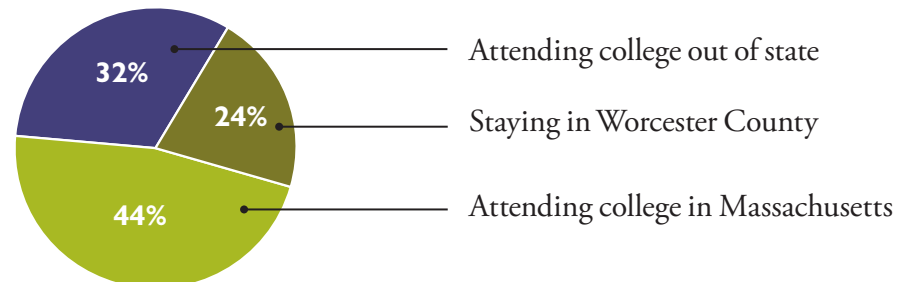 Attending college out of state
32%
24%
Staying in Worcester County
Attending college in Massachusetts
44%